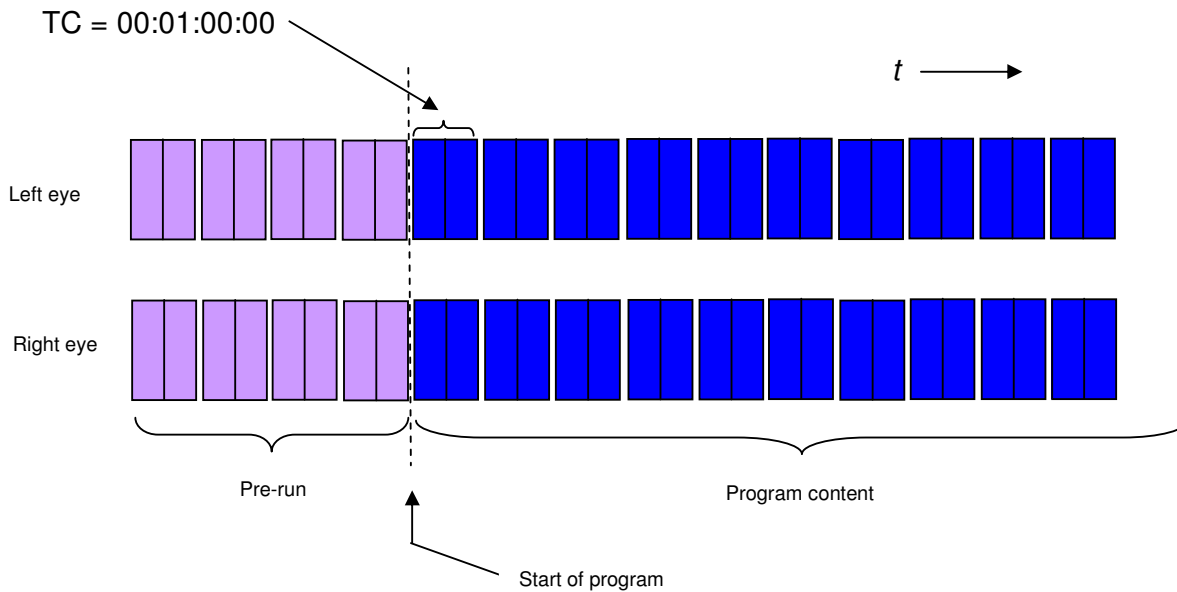 TC = 00:01:00:00
t
Left eye
Right eye
Pre-run
Program content
Start of program